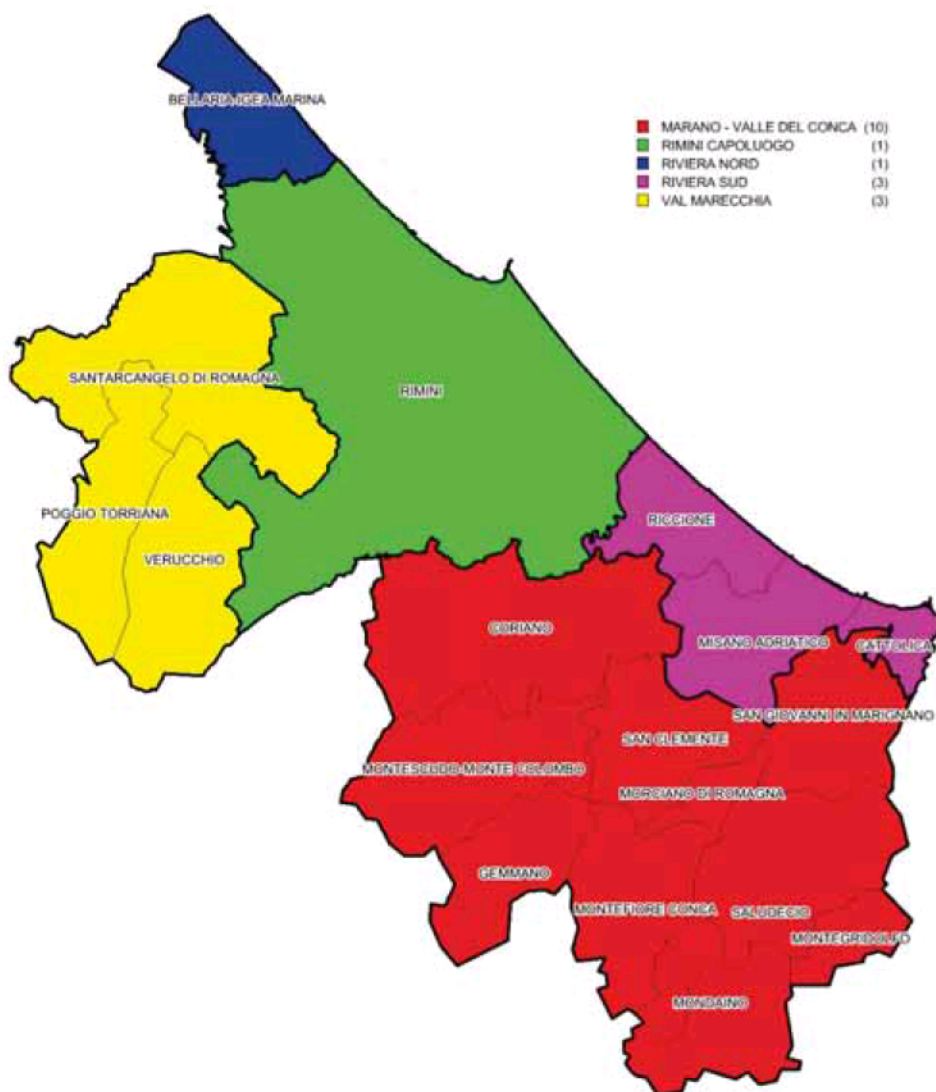 BELLARIA-IGEA MARINA
MARANO - VALLE DEL CONCA (10)
RIMINI CAPOLUOGO (1)
RIVIERA NORD (1)
RIVIERA SUD (3)
VAL MARECCHIA (3)
SANTARCANGELO DI ROMAGNA
RIMINI
POGGIO TORRIANA
RICCIONE
VERUCCHIO
CORIANO
MISANO ADRIATICO
CATTOLICA
SAN GIOVANNI IN MARIGNANO
SAN CLEMENTE
MONTESCUDO-MONTE COLOMBO
MORCIANO DI ROMAGNA
GEMMANO
MONTEFIORE CONCA
SALUDECIO
MONTEGRIDOLFO
MONDAINO